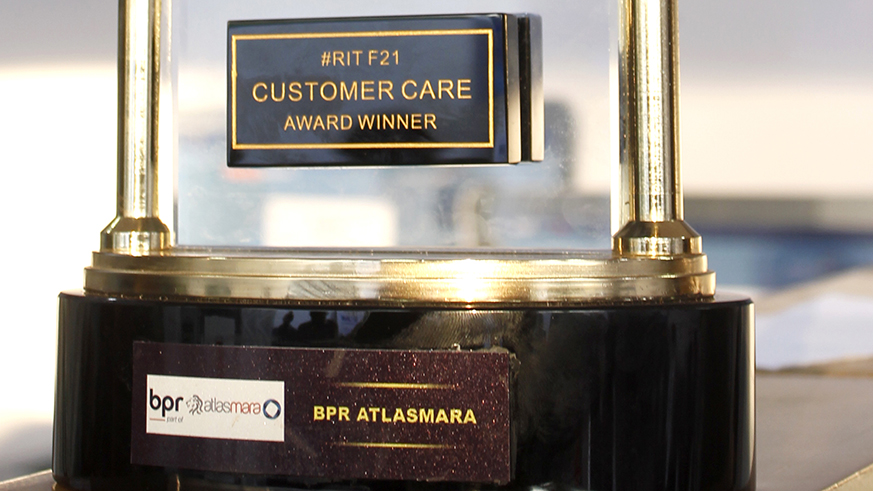 #RIT F21
CUSTOMER CARE
AWARD WINNER
bpr atlasmara
part of
BPR ATLASMARA